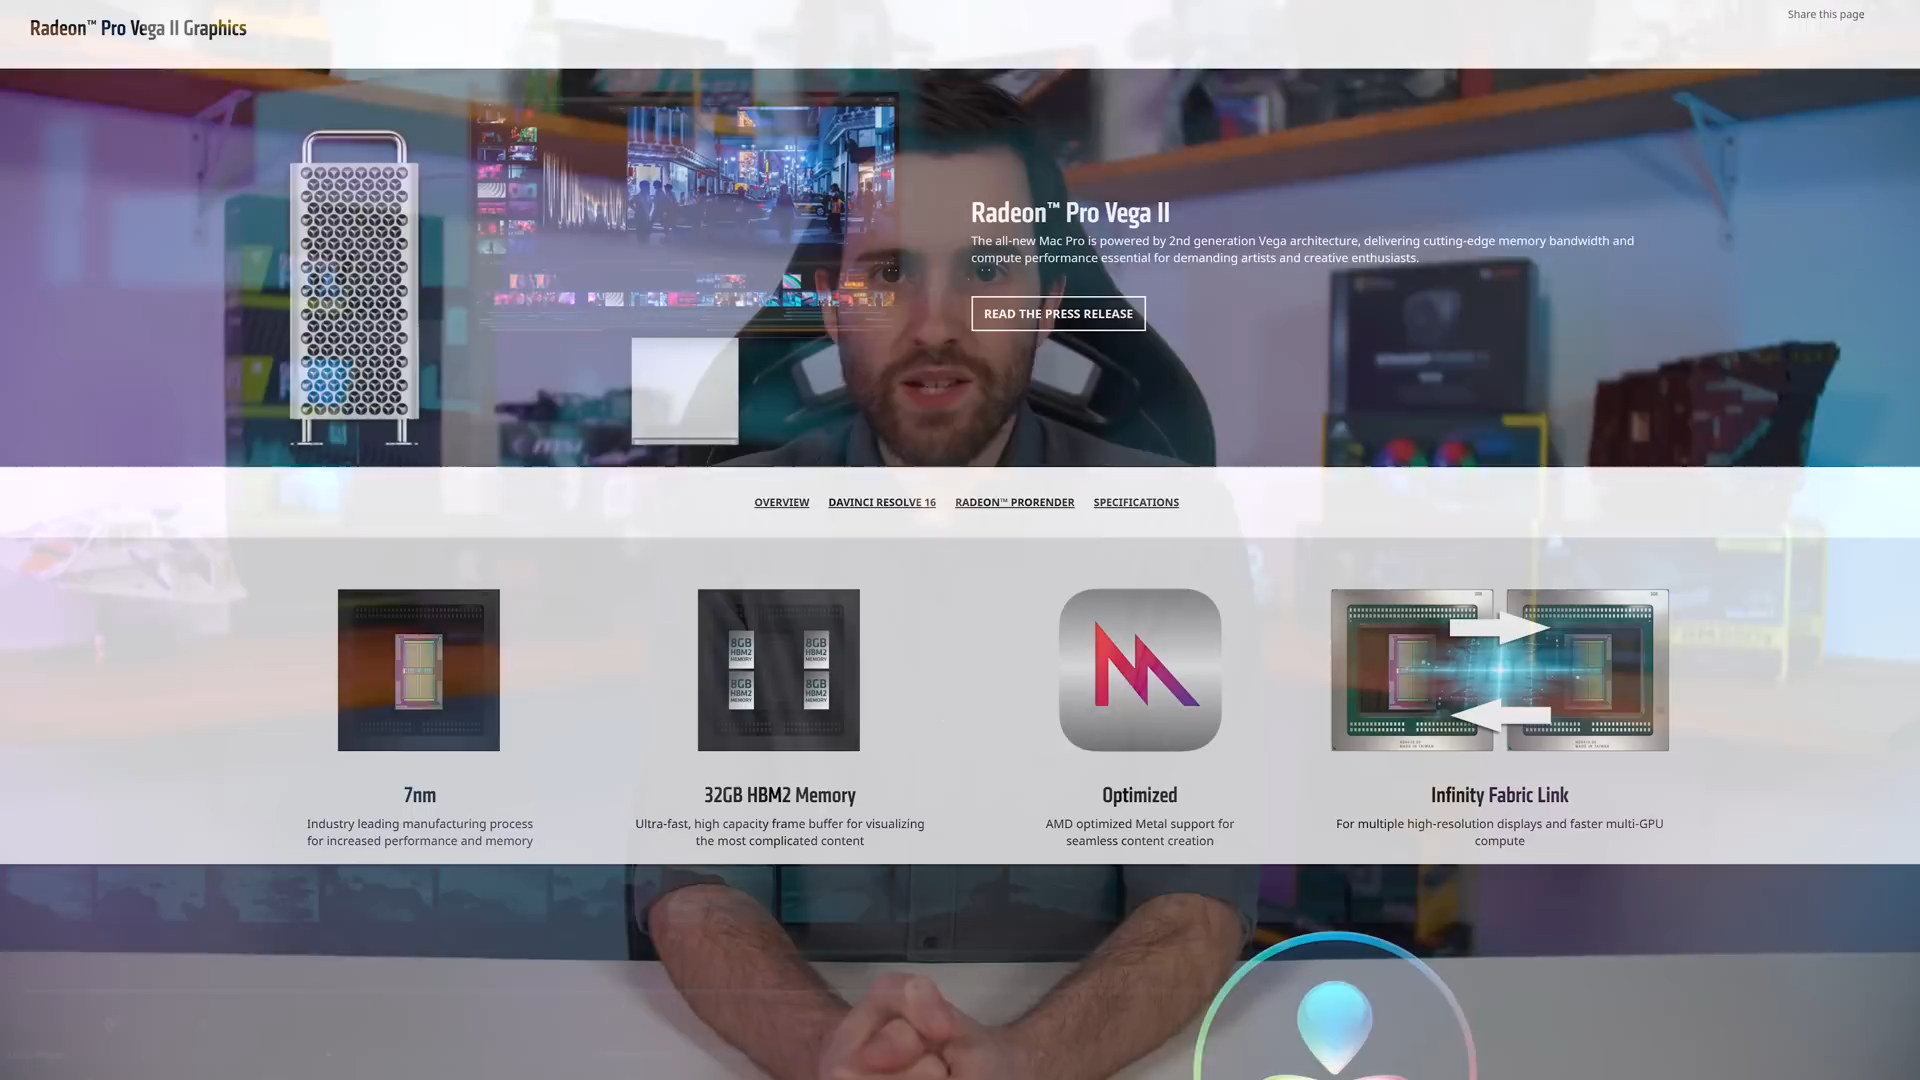 Radeon™ Pro Vega II Graphics
Share this page
Radeon™ Pro Vega II
The all-new Mac Pro is powered by 2nd generation Vega architecture, delivering cutting-edge memory bandwidth and
compute performance essential for demanding artists and creative enthusiasts.
READ THE PRESS RELEASE
msi
OVERVIEW DAVINCI RESOLVE 16 RADEON™ PRORENDER SPECIFICATIONS
8GB HBM2 MEMORY 8GB HBM2 MEMORY
8GB HBM2 MEMORY 8GB HBM2 MEMORY
7nm
Industry leading manufacturing process
for increased performance and memory
32GB HBM2 Memory
Ultra-fast, high capacity frame buffer for visualizing
the most complicated content
Optimized
AMD optimized Metal support for
seamless content creation
Infinity Fabric Link
For multiple high-resolution displays and faster multi-GPU
compute